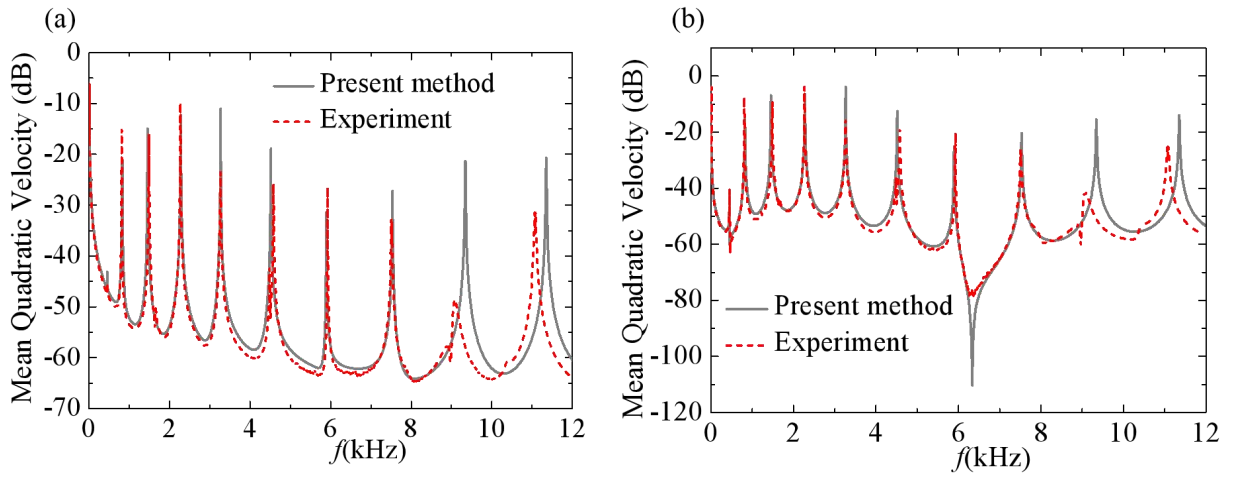 (a)
Mean Quadratic Velocity (dB)
0
-10
-20
-30
-40
-50
-60
-70
Present method
Experiment
0 2 4 6 8 10 12
f(kHz)
(b)
Mean Quadratic Velocity (dB)
0
-20
-40
-60
-80
-100
-120
Present method
Experiment
0 2 4 6 8 10 12
f(kHz)